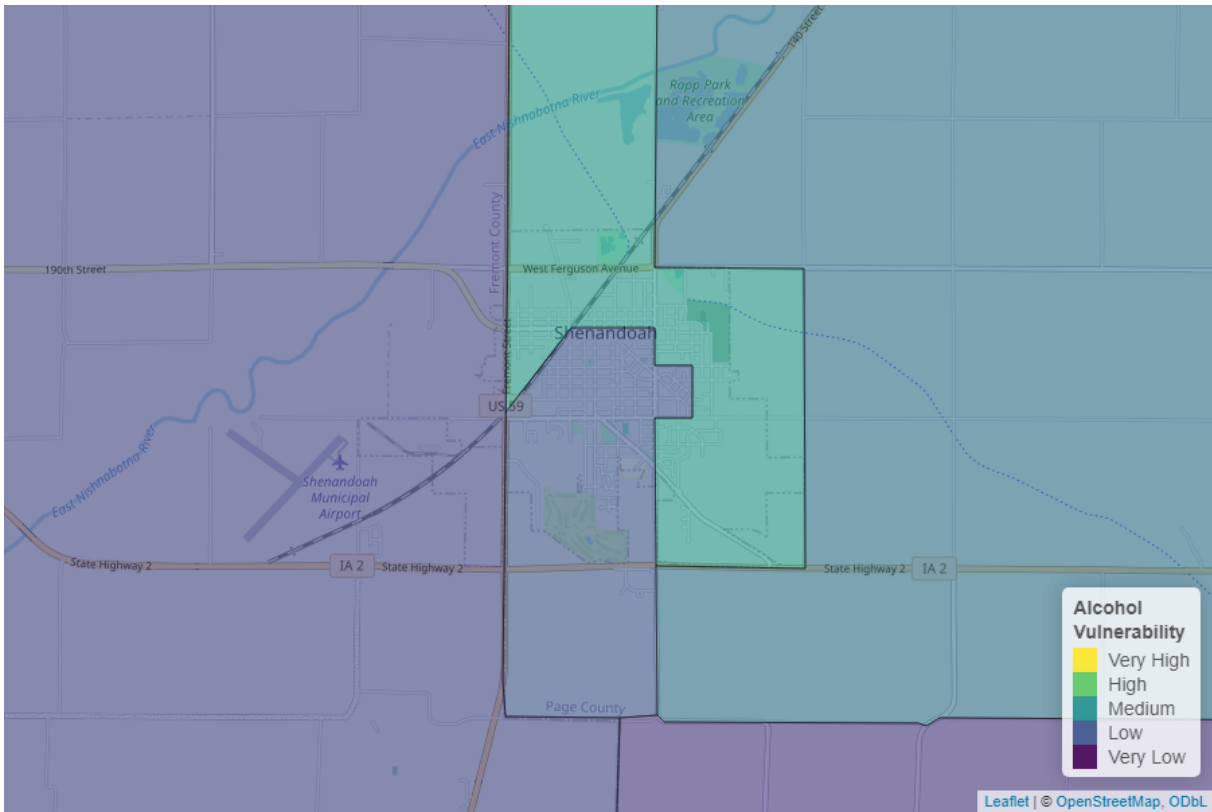 140 Street
Rapp Park
and Recreation
Area
East Nishnabotna River
Fremont County
190th Street
West Ferguson Avenue
Shenandoah
Fremont Street
US 59
East Nishnabotna River
Shenandoah
Municipal
Airport
State Highway 2
IA 2
State Highway 2
State Highway 2
IA 2
Page County
Alcohol
Vulnerability
Very High
High
Medium
Low
Very Low
Leaflet | © OpenStreetMap, ODbL